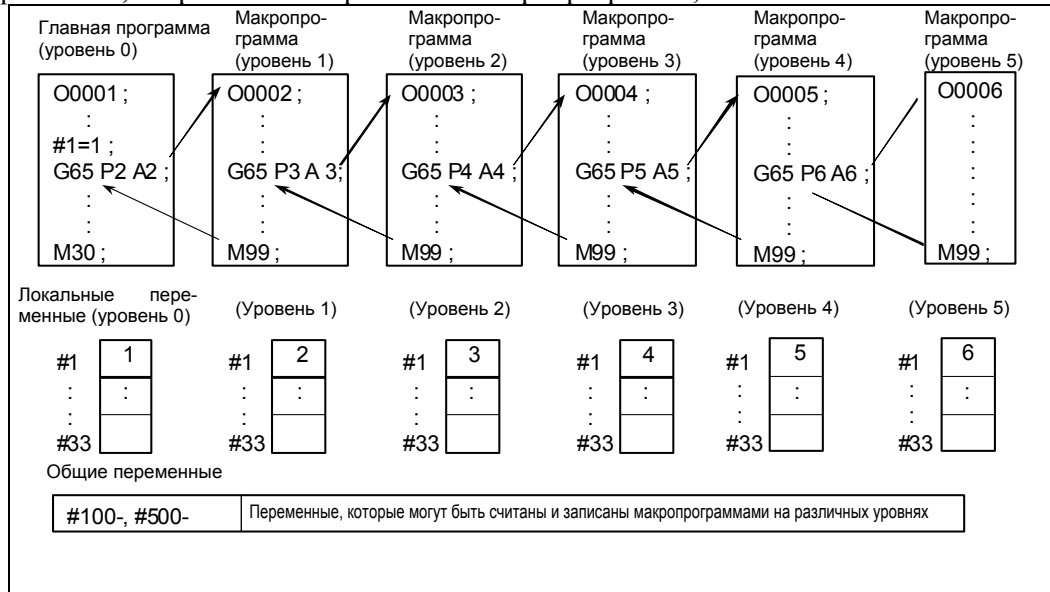 Главная программа
(уровень 0)
Макропро-
грамма
(уровень 1)
Макропро-
грамма
(уровень 2)
Макропро-
грамма
(уровень 3)
Макропро-
грамма
(уровень 4)
Макропро-
грамма
(уровень 5)
O0001 ;
:
#1=1 ;
G65 P2 A2 ;
:
:
M30 ;
O0002 ;
:
:
G65 P3 A 3;
:
:
M99 ;
O0003 ;
:
:
G65 P4 A4 ;
:
:
M99 ;
O0004 ;
:
:
G65 P5 A5 ;
:
:
M99 ;
O0005 ;
:
:
G65 P6 A6 ;
:
:
M99 ;
O0006
:
:
:
:
:
M99 ;
Локальные пере-
менные (уровень 0)
(Уровень 1)
(Уровень 2)
(Уровень 3)
(Уровень 4)
(Уровень 5)
#1 1
: :
:
#33
#1 2
: :
:
#33
#1 3
: :
:
#33
#1 4
: :
:
#33
#1 5
: :
:
#33
#1 6
: :
:
#33
Общие переменные
#100-, #500- Переменные, которые могут быть считаны и записаны макропрограммами на различных уровнях